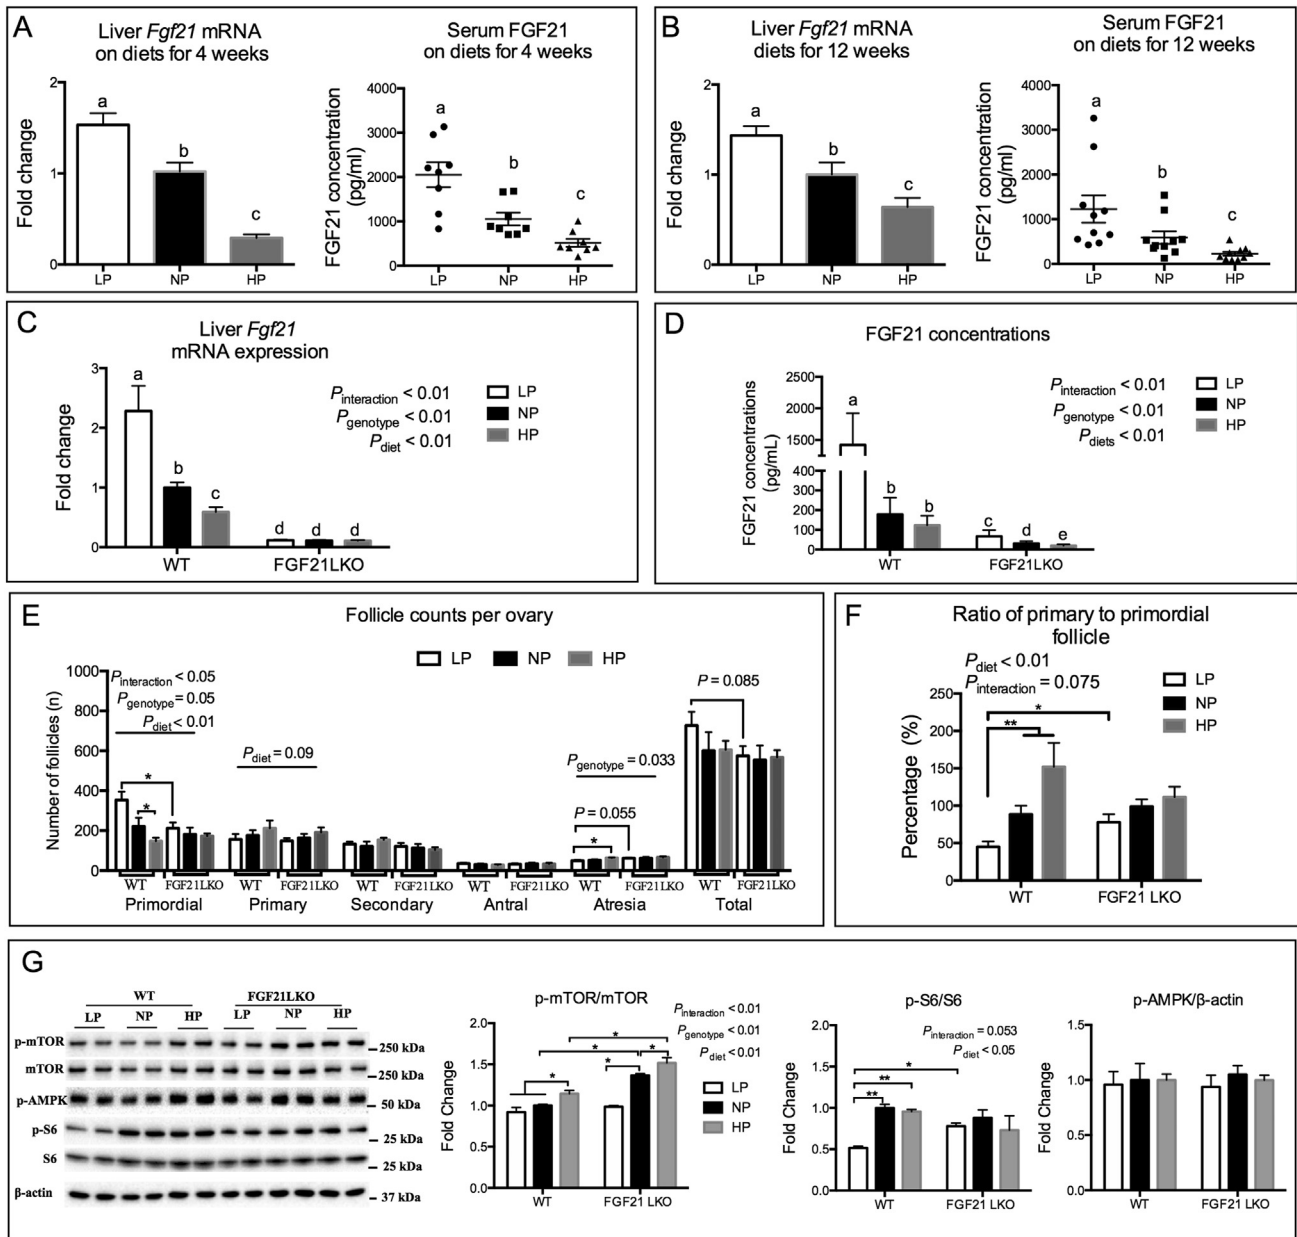 A
Liver Fgf21 mRNA
on diets for 4 weeks
Fold change
2
1
0
a
b
c
LP NP HP
Serum FGF21
on diets for 4 weeks
FGF21 concentration
(pg/ml)
4000
3000
2000
1000
0
a
b
c
LP NP HP
B
Liver Fgf21 mRNA
diets for 12 weeks
Fold change
2
1
0
a
b
c
LP NP HP
Serum FGF21
on diets for 12 weeks
FGF21 concentration
(pg/ml)
4000
3000
2000
1000
0
a
b
c
LP NP HP
C
Liver Fgf21
mRNA expression
Fold change
3
2
1
0
a
b
c
d d d
WT FGF21LKO
Pinteraction < 0.01
Pgenotype < 0.01
Pdiet < 0.01
LP
NP
HP
D
FGF21 concentrations
FGF21 concentrations
(pg/mL)
2500
2000
1500
400
300
200
100
0
a
b
b
c
d
e
WT FGF21LKO
Pinteraction < 0.01
Pgenotype < 0.01
Pdiets < 0.01
LP
NP
HP
E
Follicle counts per ovary
LP NP HP
Number of follicles (n)
1000
800
600
400
200
0
Pinteraction < 0.05
Pgenotype = 0.05
Pdiet < 0.01
*
*
Pdiet = 0.09
Pgenotype = 0.033
P = 0.055
*
P = 0.085
WT FGF21LKO WT FGF21LKO WT FGF21LKO WT FGF21LKO WT FGF21LKO WT FGF21LKO
Primordial Primary Secondary Antral Atresia Total
F
Ratio of primary to primordial
follicle
Pdiet < 0.01
Pinteraction = 0.075
Percentage (%)
250
200
150
100
50
0
*
**
LP
NP
HP
WT FGF21 LKO
G
WT FGF21LKO
LP NP HP LP NP HP
p-mTOR 250 kDa
mTOR 250 kDa
p-AMPK 50 kDa
p-S6 25 kDa
S6 25 kDa
β-actin 37 kDa
p-mTOR/mTOR
Fold Change
2.0
1.5
1.0
0.5
0.0
*
*
*
*
*
Pinteraction < 0.01
Pgenotype < 0.01
Pdiet < 0.01
LP
NP
HP
WT FGF21 LKO
p-S6/S6
Fold Change
2.0
1.5
1.0
0.5
0.0
Pinteraction = 0.053
Pdiet < 0.05
*
**
**
WT FGF21 LKO
p-AMPK/β-actin
Fold Change
1.5
1.0
0.5
0.0
WT FGF21 LKO